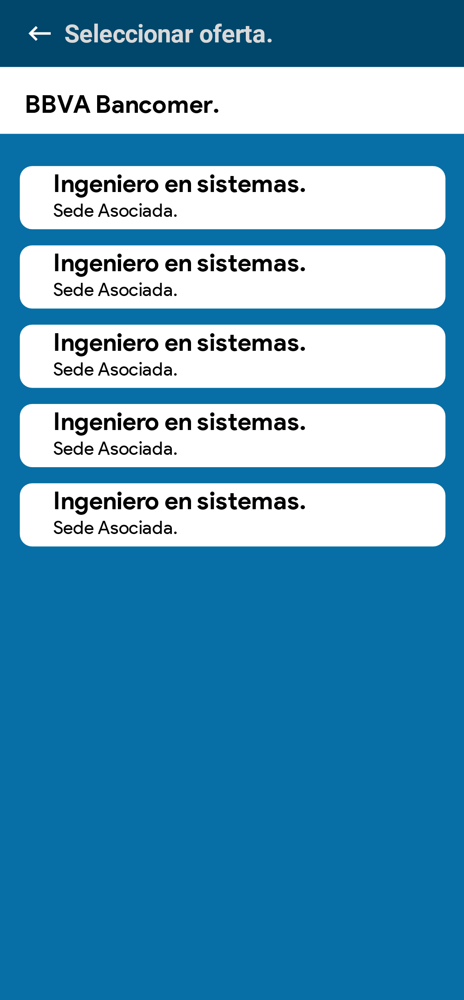 Seleccionar oferta.
BBVA Bancomer.
Ingeniero en sistemas.
Sede Asociada.
Ingeniero en sistemas.
Sede Asociada.
Ingeniero en sistemas.
Sede Asociada.
Ingeniero en sistemas.
Sede Asociada.
Ingeniero en sistemas.
Sede Asociada.